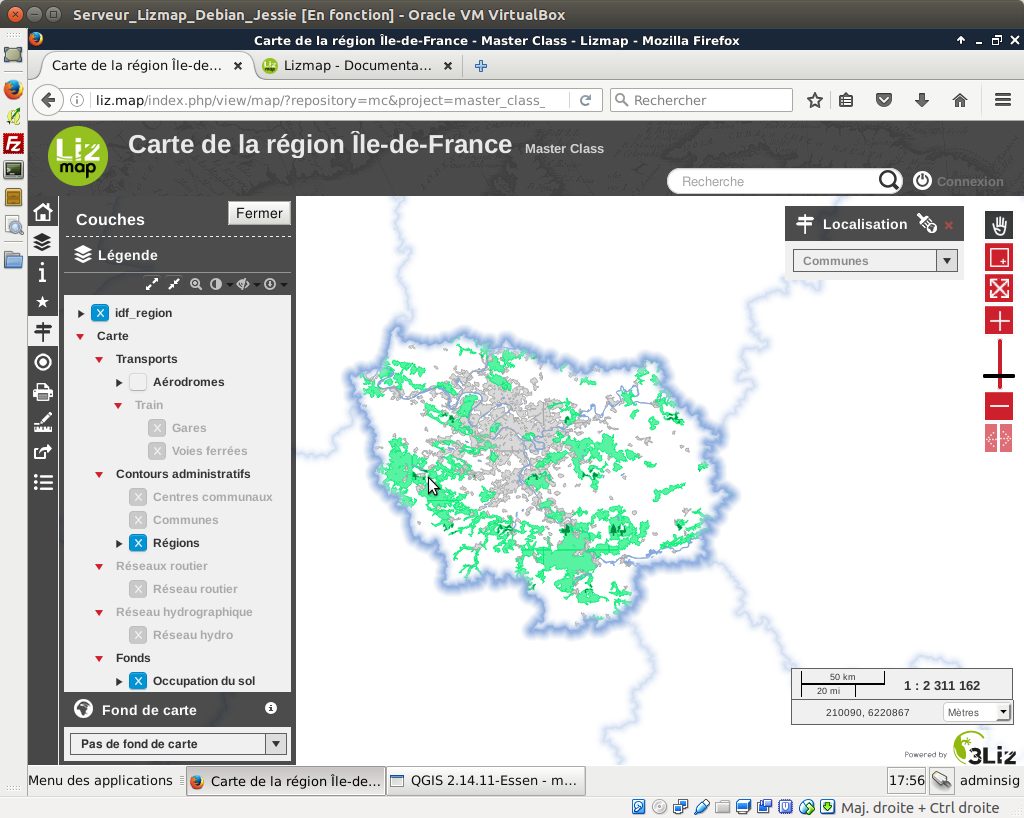 Serveur_Lizmap_Debian_Jessie [En fonction] - Oracle VM VirtualBox
Carte de la région Île-de-France - Master Class - Lizmap - Mozilla Firefox
Carte de la région Île-de... Lizmap - Documenta...
liz.map/index.php/view/map/?repository=mc&project=master_class_ Rechercher
Liz map
Carte de la région Île-de-France Master Class
Recherche Connexion
Couches Fermer
Légende
idf_region
Carte
Transports
Aérodromes
Train
Gares
Voies ferrées
Contours administratifs
Centres communaux
Communes
Régions
Réseaux routier
Réseau routier
Réseau hydrographique
Réseau hydro
Fonds
Occupation du sol
Fond de carte
Pas de fond de carte
Localisation
Communes
50 km
20 mi
1 : 2 311 162
210090, 6220867 Mètres
Powered by 3Liz
Menu des applications Carte de la région Île-de... QGIS 2.14.11-Essen - m... 17:56 adminsig
Maj. droite + Ctrl droite